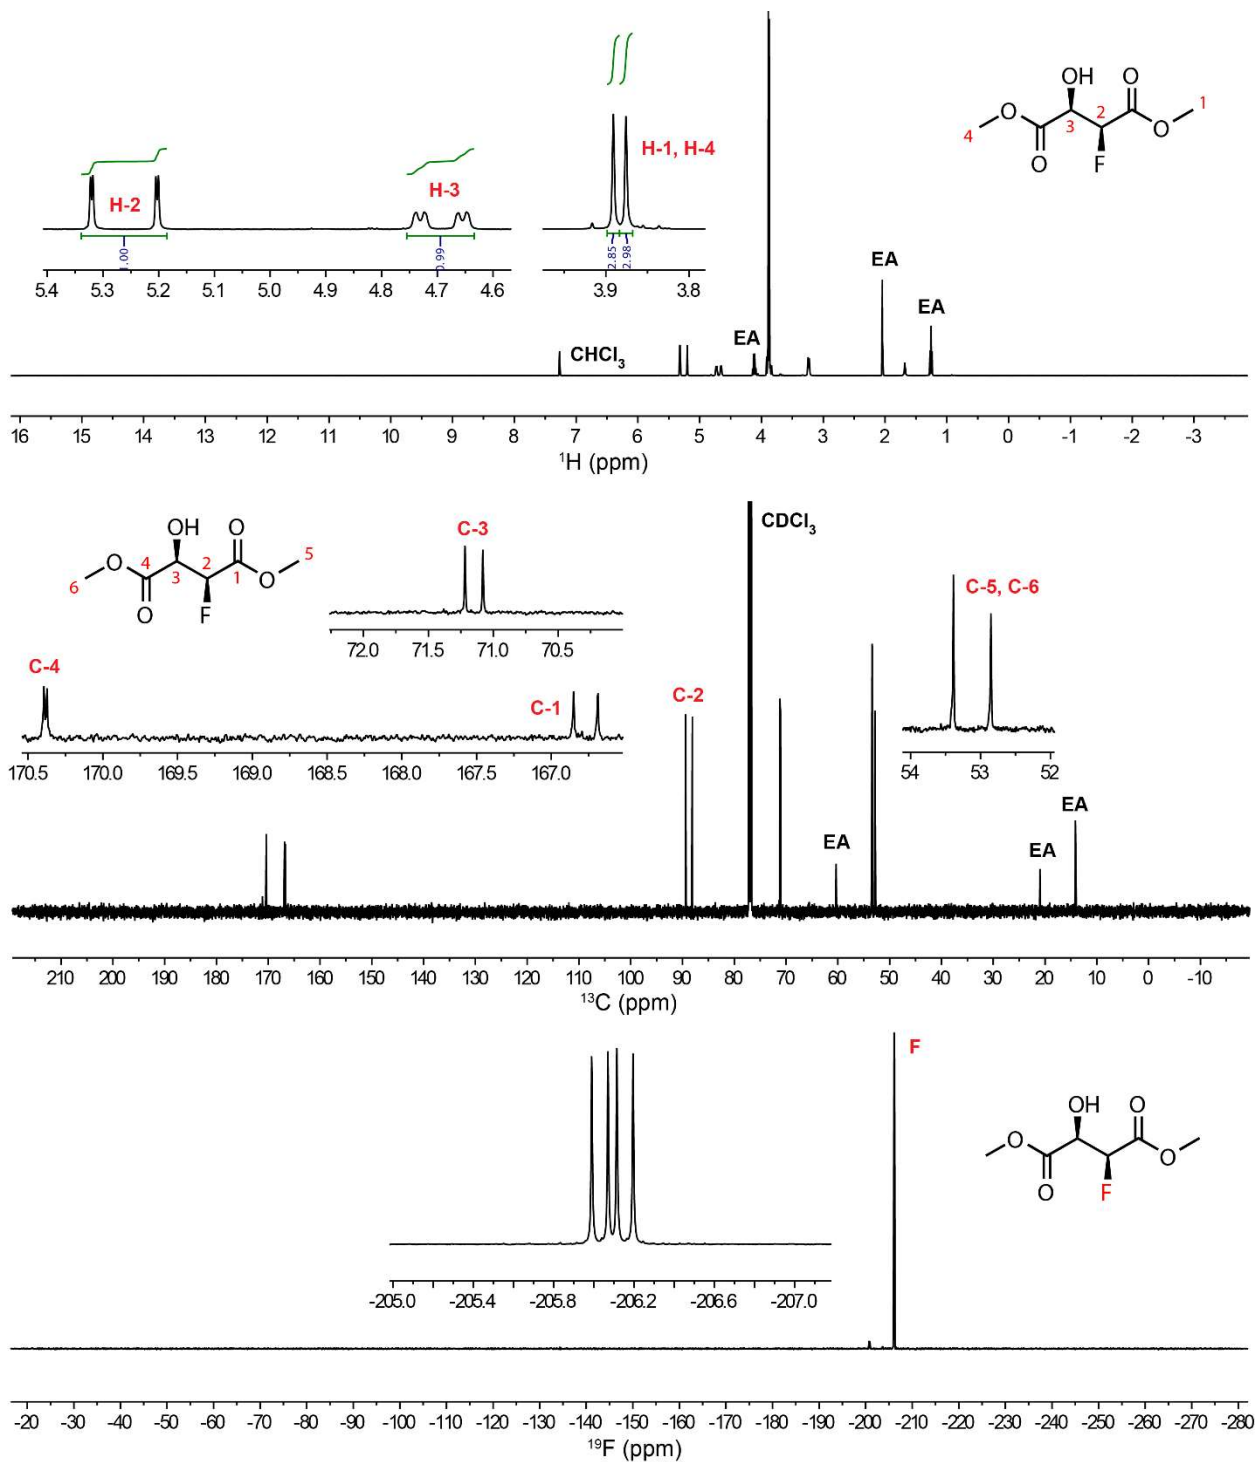 OH O
O 3 2 1
4 O
O F
H-2
H-3
H-1, H-4
1.00
0.99
2.85
2.98
5.4 5.3 5.2 5.1 5.0 4.9 4.8 4.7 4.6
3.9 3.8
CHCl3
EA
EA
EA
16 15 14 13 12 11 10 9 8 7 6 5 4 3 2 1 0 -1 -2 -3
1H (ppm)
OH O
O 4 3 2 1 5
6 O
O F
C-3
72.0 71.5 71.0 70.5
C-4
C-1
170.5 170.0 169.5 169.0 168.5 168.0 167.5 167.0
C-2
CDCl3
C-5, C-6
54 53 52
EA
EA
EA
210 200 190 180 170 160 150 140 130 120 110 100 90 80 70 60 50 40 30 20 10 0 -10
13C (ppm)
F
OH O
O
O
O F
-205.0 -205.4 -205.8 -206.2 -206.6 -207.0
-20 -30 -40 -50 -60 -70 -80 -90 -100 -110 -120 -130 -140 -150 -160 -170 -180 -190 -200 -210 -220 -230 -240 -250 -260 -270 -280
19F (ppm)